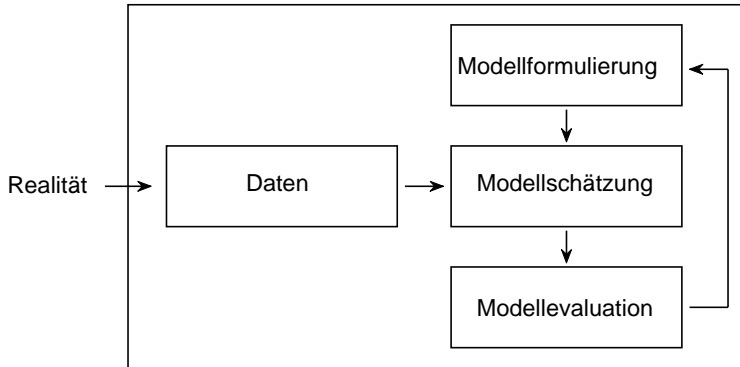 Modellformulierung
Realität
Daten
Modellschätzung
Modellevaluation